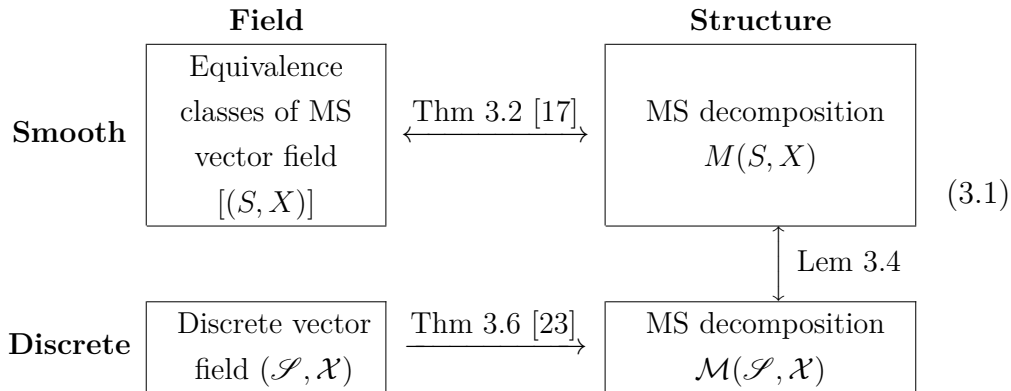 Field Structure
Equivalence
classes of MS
vector field
[(S, X)]
Smooth
Thm 3.2 [17]
MS decomposition
M(S, X)
(3.1)
Lem 3.4
Discrete
Discrete vector
field (𝒮, 𝒳)
Thm 3.6 [23]
MS decomposition
ℳ(𝒮, 𝒳)